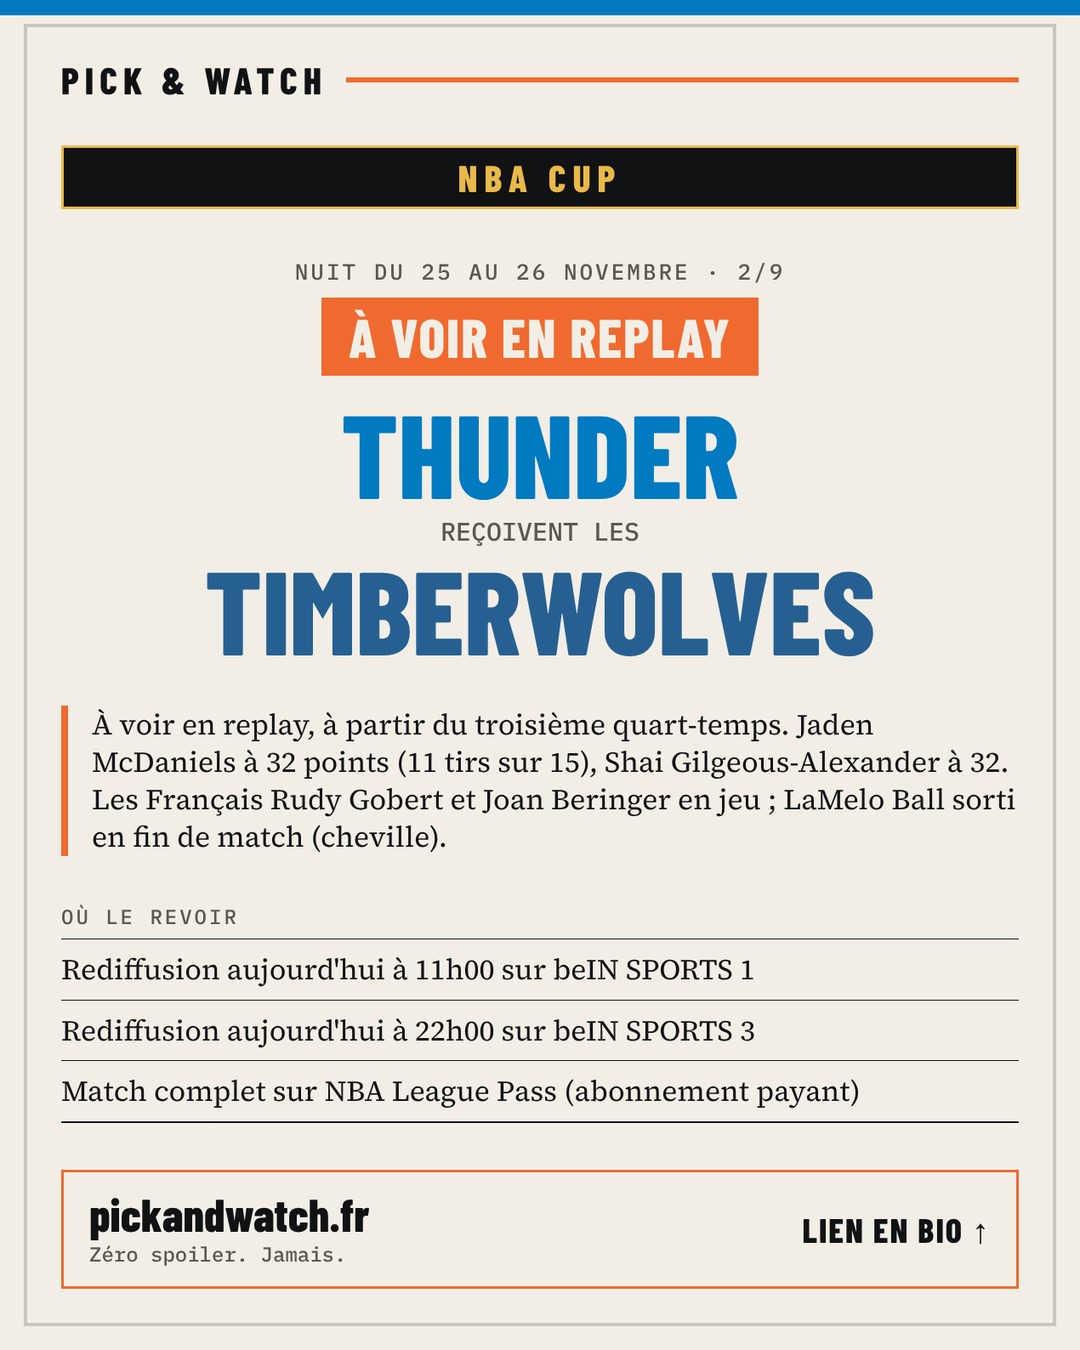 PICK & WATCH
NBA CUP
NUIT DU 25 AU 26 NOVEMBRE · 2/9
À VOIR EN REPLAY
THUNDER
REÇOIVENT LES
TIMBERWOLVES
À voir en replay, à partir du troisième quart-temps. Jaden
McDaniels à 32 points (11 tirs sur 15), Shai Gilgeous-Alexander à 32.
Les Français Rudy Gobert et Joan Beringer en jeu ; LaMelo Ball sorti
en fin de match (cheville).
OÙ LE REVOIR
Rediffusion aujourd'hui à 11h00 sur beIN SPORTS 1
Rediffusion aujourd'hui à 22h00 sur beIN SPORTS 3
Match complet sur NBA League Pass (abonnement payant)
pickandwatch.fr
Zéro spoiler. Jamais.
LIEN EN BIO ↑